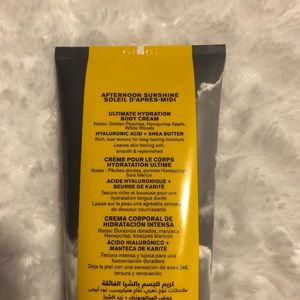 AFTERNOON SUNSHINE
SOLEIL D'APRÈS-MIDI
ULTIMATE HYDRATION
BODY CREAM
Notes: Golden Peaches, Honeycrisp Apple,
White Woods
HYALURONIC ACID + SHEA BUTTER
Rich, luxe texture for long-lasting moisture
Leaves skin feeling soft,
smooth & replenished
CRÈME POUR LE CORPS
HYDRATATION ULTIME
Notes : Pêches dorées, pomme Honeycrisp,
bois blancs
ACIDE HYALURONIQUE +
BEURRE DE KARITÉ
Texture riche et luxueuse pour une
hydratation longue durée
Laisse sur la peau une agréable sensation
de douceur nourrissante
CREMA CORPORAL DE
HIDRATACIÓN INTENSA
Notas: Duraznos dorados, manzana
Honeycrisp, bosques blancos
ÁCIDO HIALURÓNICO +
MANTECA DE KARITÉ
Textura intensa y lujosa para una
humectación duradera
Deja la piel con una sensación de suavidad,
tersura y renovación
كريم الجسم بالشيا الفائقة